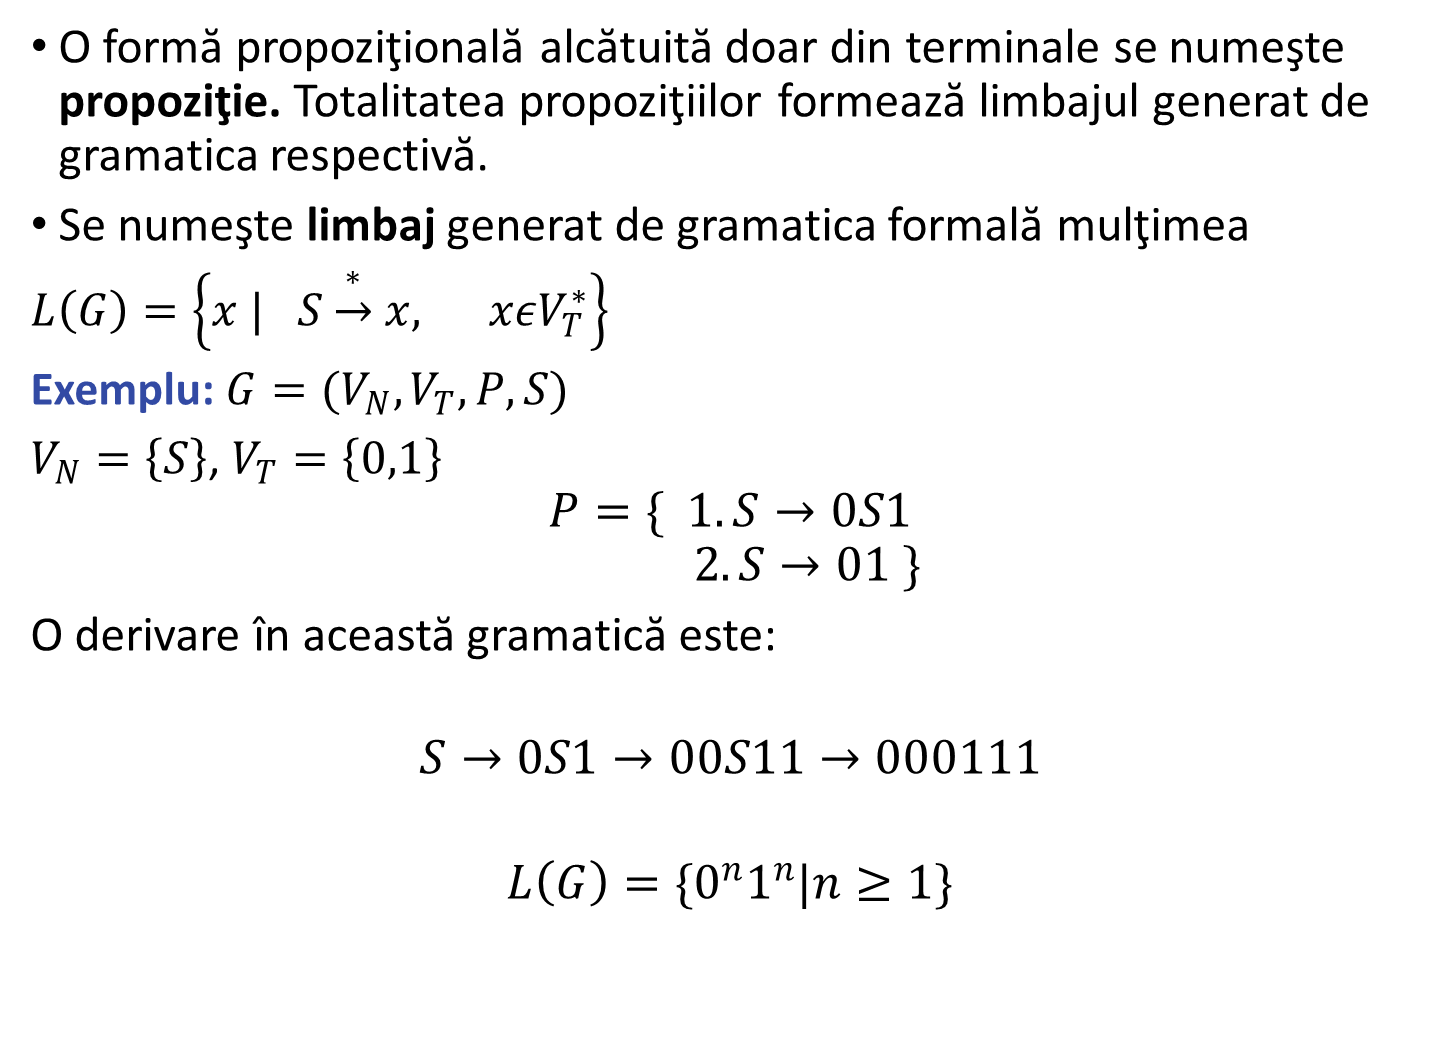 • O formă propoziţională alcătuită doar din terminale se numeşte
propoziţie. Totalitatea propoziţiilor formează limbajul generat de
gramatica respectivă.
• Se numeşte limbaj generat de gramatica formală mulţimea
L(G) = {x | S →* x, xϵV_T^*}
Exemplu: G = (V_N, V_T, P, S)
V_N = {S}, V_T = {0,1}
P = { 1. S → 0S1
2. S → 01 }
O derivare în această gramatică este:
S → 0S1 → 00S11 → 000111
L(G) = {0^n 1^n | n ≥ 1}